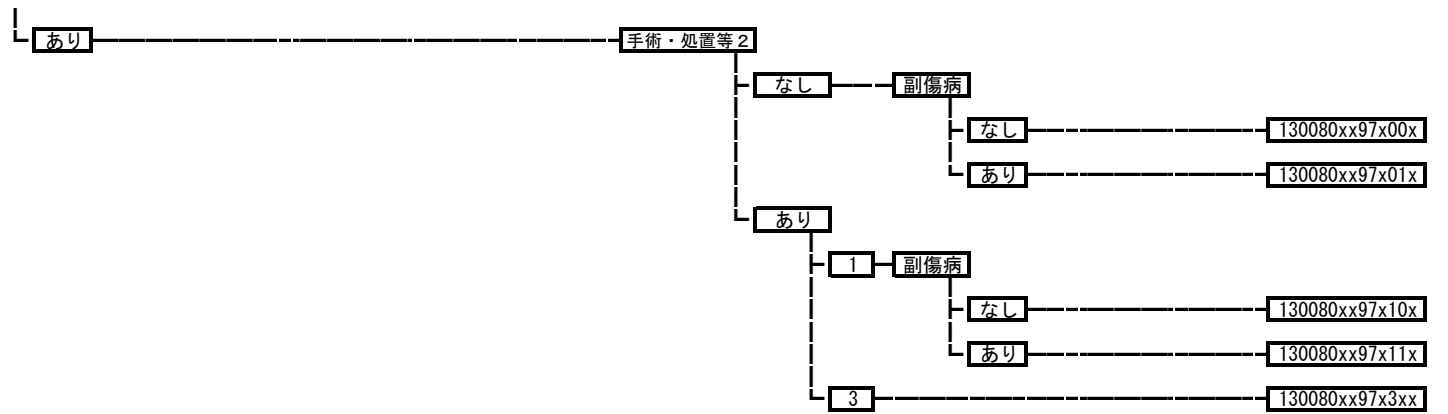 あり 手術・処置等２
なし 副傷病
なし 130080xx97x00x
あり 130080xx97x01x
あり
1 副傷病
なし 130080xx97x10x
あり 130080xx97x11x
3 130080xx97x3xx